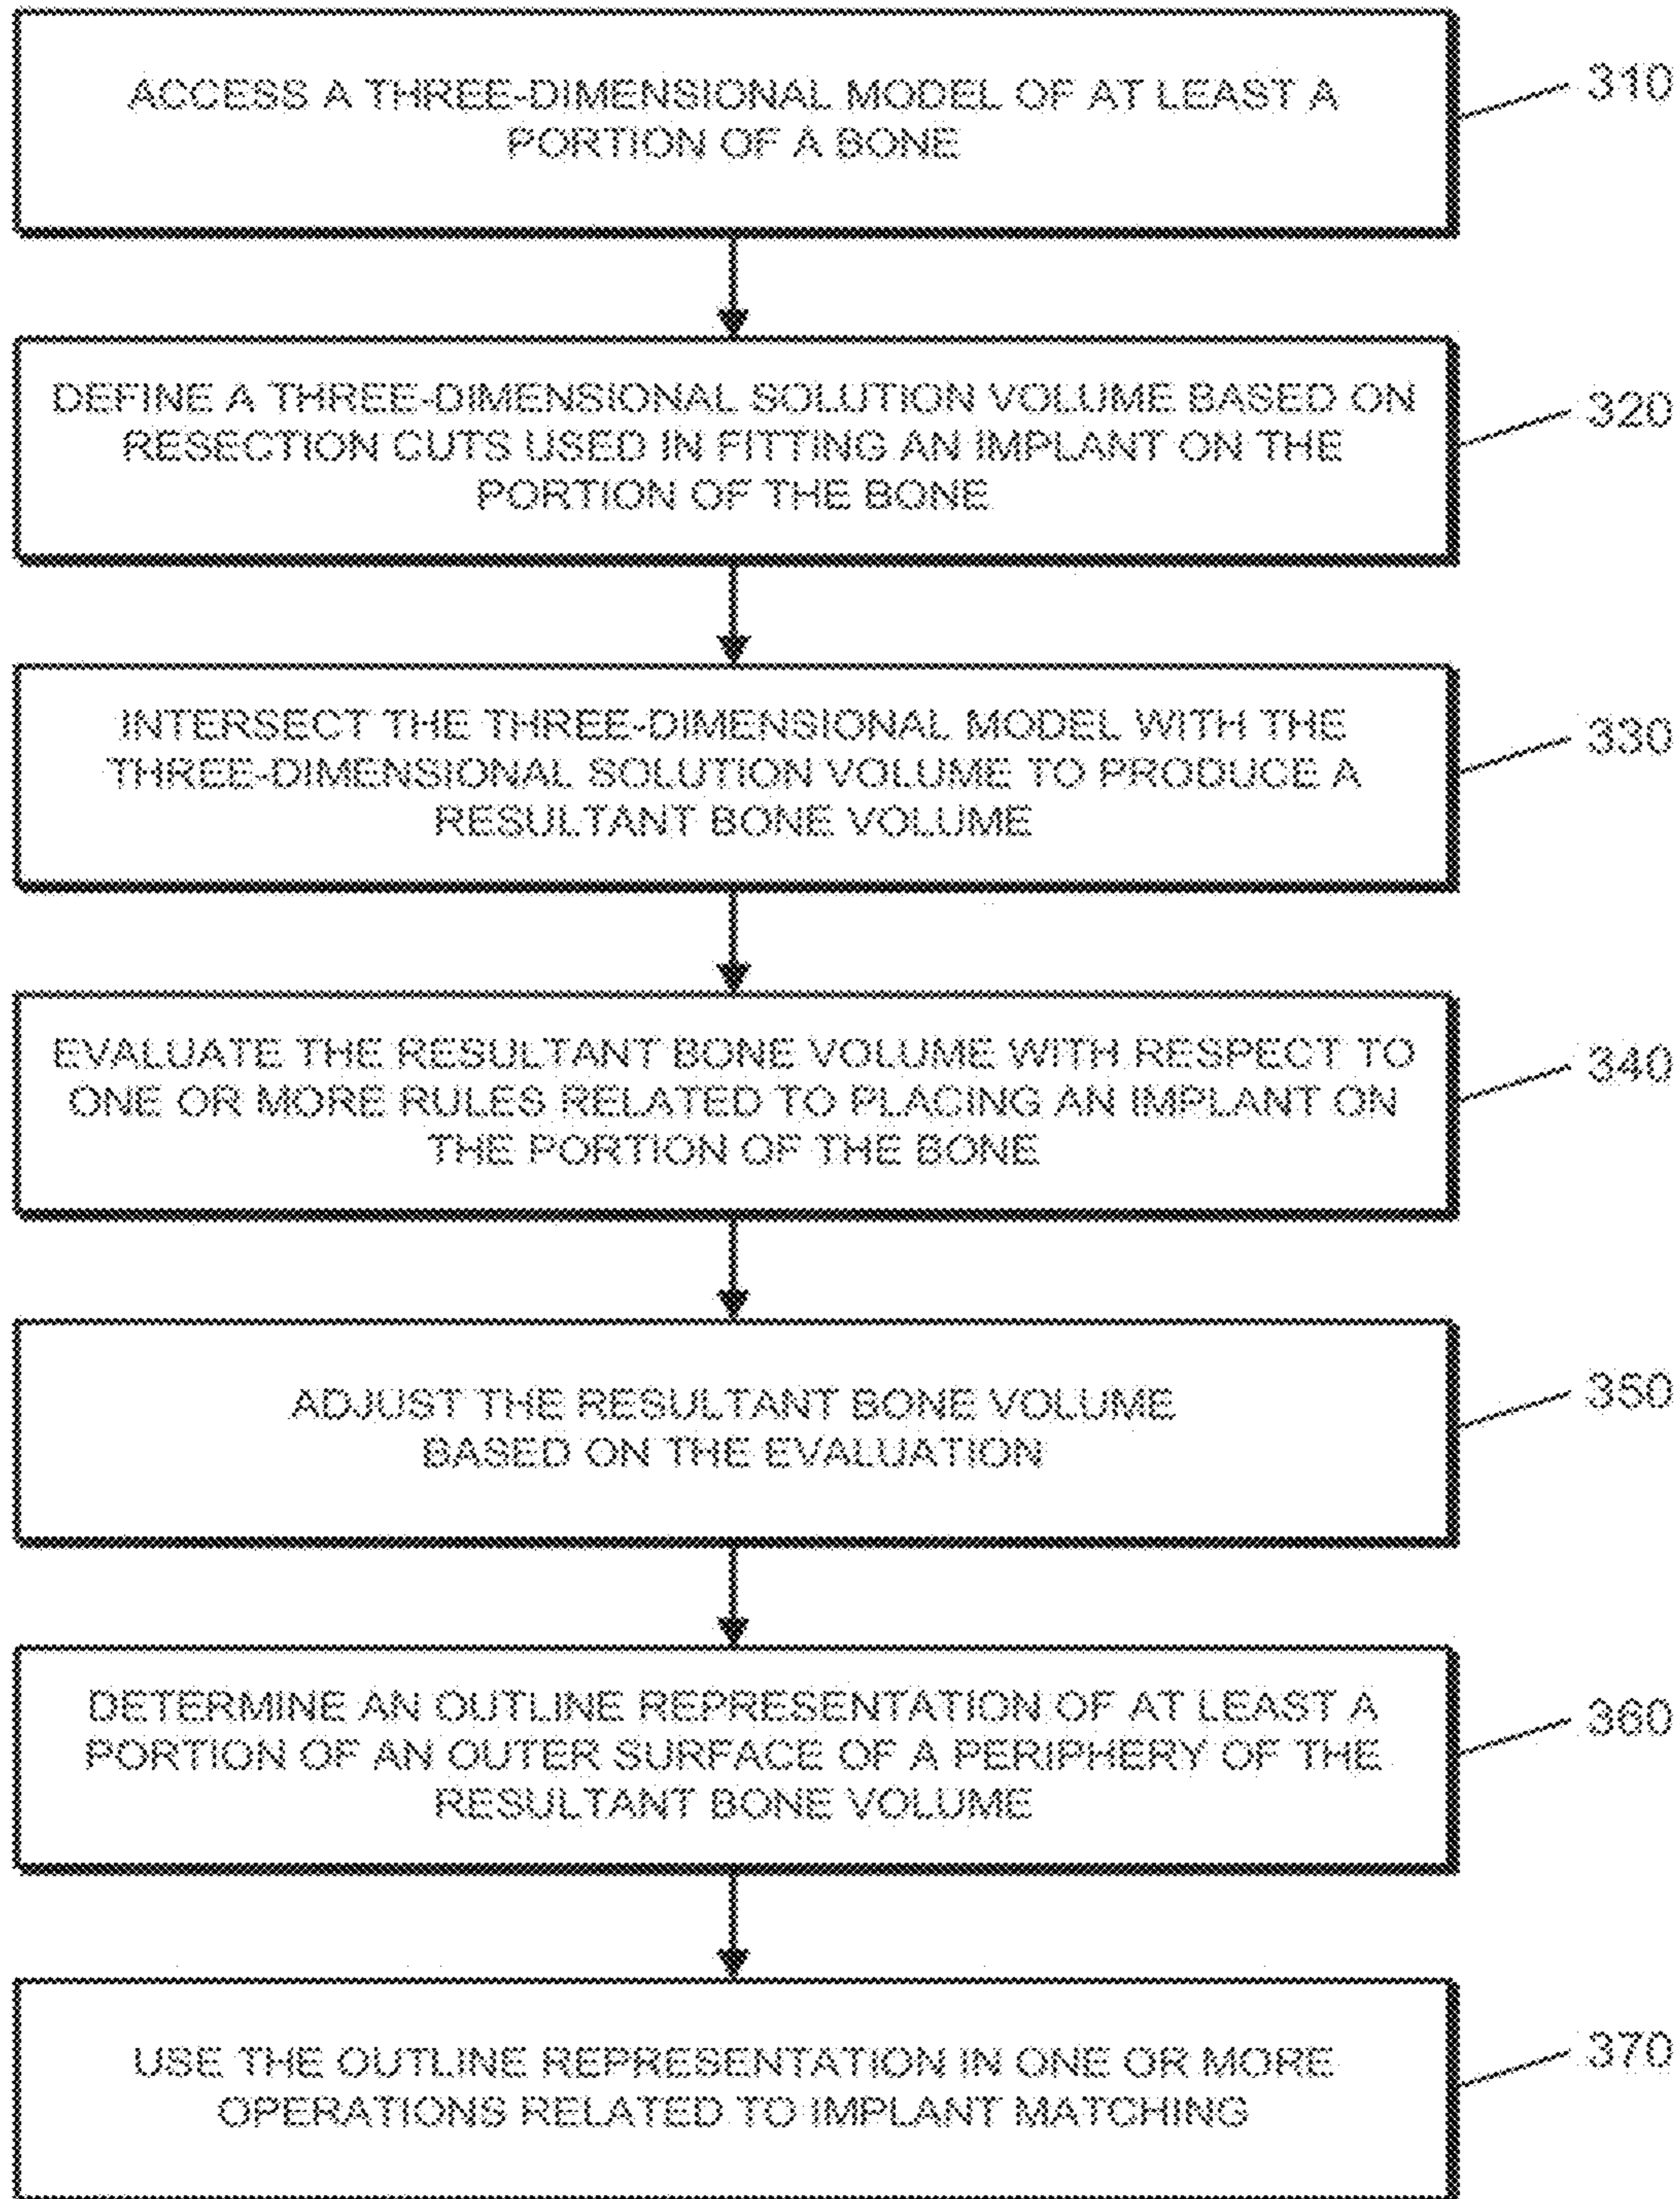 ACCESS A THREE-DIMENSIONAL MODEL OF AT LEAST A
PORTION OF A BONE
310
DEFINE A THREE-DIMENSIONAL SOLUTION VOLUME BASED ON
RESECTION CUTS USED IN FITTING AN IMPLANT ON THE
PORTION OF THE BONE
320
INTERSECT THE THREE-DIMENSIONAL MODEL WITH THE
THREE-DIMENSIONAL SOLUTION VOLUME TO PRODUCE A
RESULTANT BONE VOLUME
330
EVALUATE THE RESULTANT BONE VOLUME WITH RESPECT TO
ONE OR MORE RULES RELATED TO PLACING AN IMPLANT ON
THE PORTION OF THE BONE
340
ADJUST THE RESULTANT BONE VOLUME
BASED ON THE EVALUATION
350
DETERMINE AN OUTLINE REPRESENTATION OF AT LEAST A
PORTION OF AN OUTER SURFACE OF A PERIPHERY OF THE
RESULTANT BONE VOLUME
360
USE THE OUTLINE REPRESENTATION IN ONE OR MORE
OPERATIONS RELATED TO IMPLANT MATCHING
370